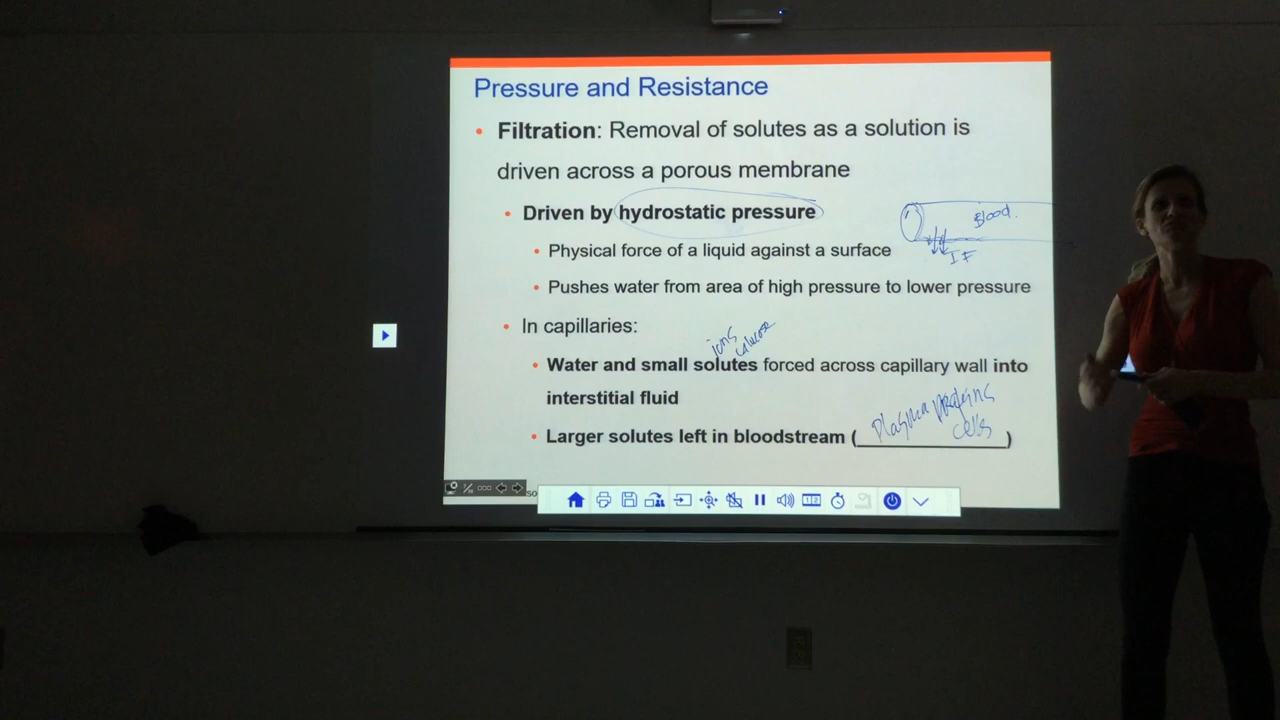 Pressure and Resistance
• Filtration: Removal of solutes as a solution is
driven across a porous membrane
• Driven by hydrostatic pressure
Blood.
• Physical force of a liquid against a surface
IF
• Pushes water from area of high pressure to lower pressure
• In capillaries:
ions
Glucose
• Water and small solutes forced across capillary wall into
interstitial fluid
Plasma proteins
cells
• Larger solutes left in bloodstream (____________)
so